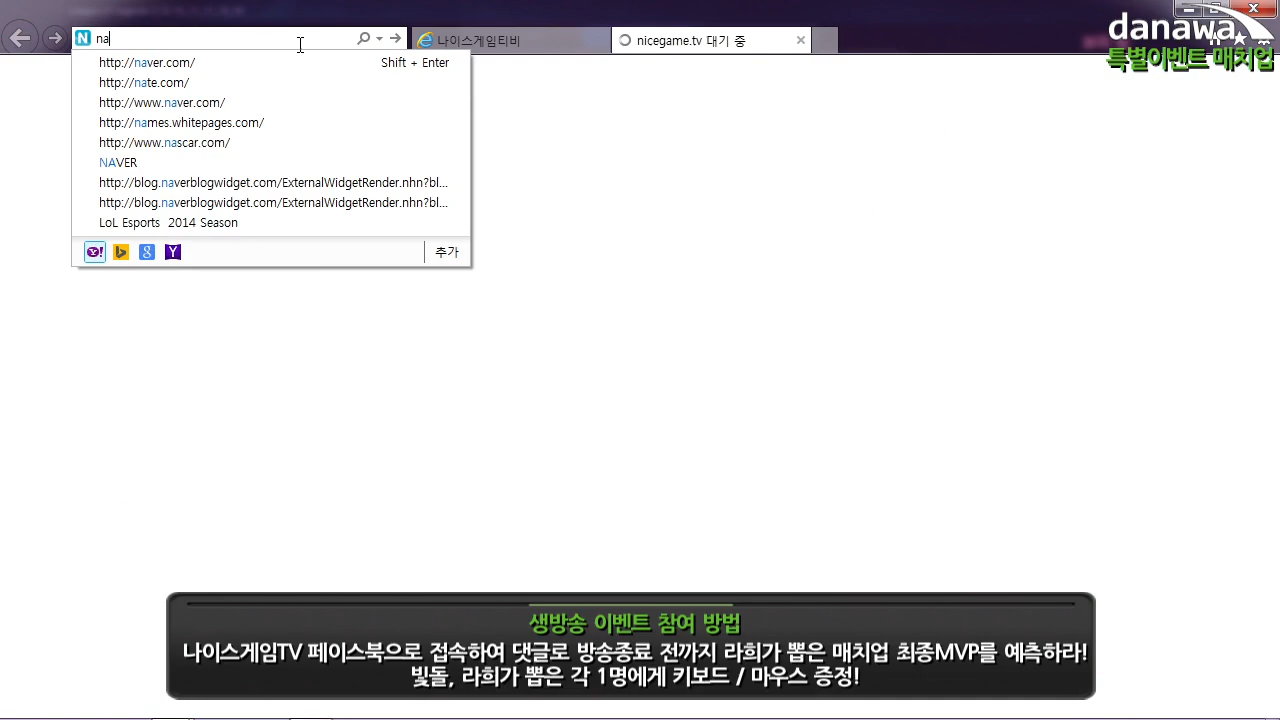 na
나이스게임티비
nicegame.tv 대기 중
danawa
특별이벤트 매치업
http://naver.com/ Shift + Enter
http://nate.com/
http://www.naver.com/
http://names.whitepages.com/
http://www.nascar.com/
NAVER
http://blog.naverblogwidget.com/ExternalWidgetRender.nhn?bl...
http://blog.naverblogwidget.com/ExternalWidgetRender.nhn?bl...
LoL Esports 2014 Season
추가
생방송 이벤트 참여 방법
나이스게임TV 페이스북으로 접속하여 댓글로 방송종료 전까지 라희가 뽑은 매치업 최종MVP를 예측하라!
빛돌, 라희가 뽑은 각 1명에게 키보드 / 마우스 증정!